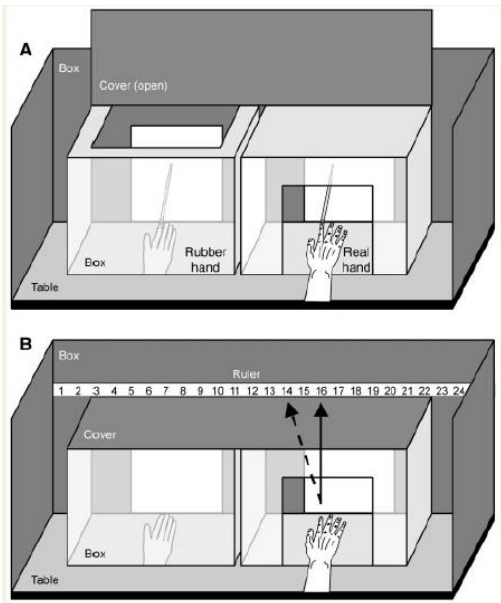 A
Box
Cover (open)
Rubber
hand
Real
hand
Box
Table
B
Box
Ruler
1 2 3 4 5 6 7 8 9 10 11 12 13 14 15 16 17 18 19 20 21 22 23 24
Cover
Box
Table